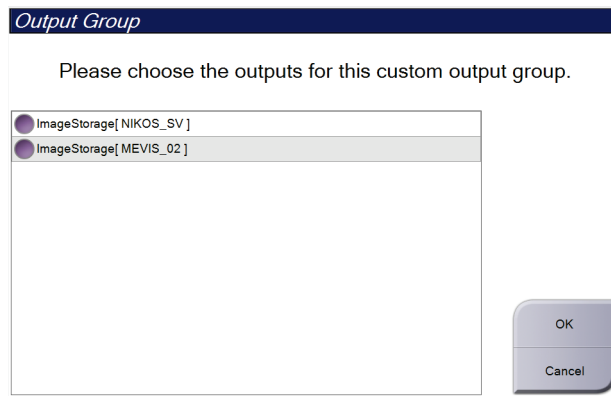 Output Group
Please choose the outputs for this custom output group.
ImageStorage[ NIKOS_SV ]
ImageStorage[ MEVIS_02 ]
OK
Cancel